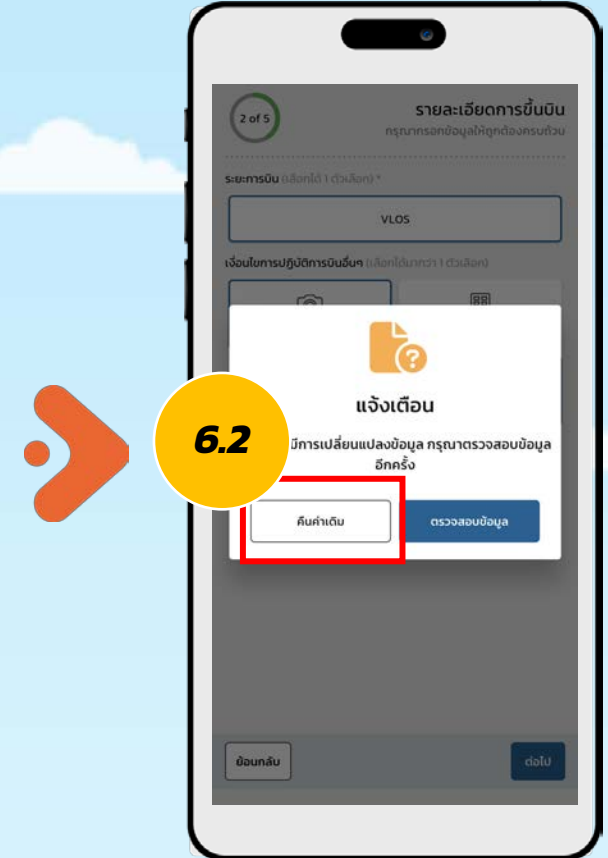 2 of 5
รายละเอียดการขึ้นบิน
กรุณากรอกข้อมูลให้ถูกต้องครบถ้วน
ระยะการบิน (เลือกได้ 1 ตัวเลือก) *
VLOS
เงื่อนไขการปฏิบัติการบินอื่นๆ (เลือกได้มากกว่า 1 ตัวเลือก)
แจ้งเตือน
6.2
มีการเปลี่ยนแปลงข้อมูล กรุณาตรวจสอบข้อมูล
อีกครั้ง
คืนค่าเดิม
ตรวจสอบข้อมูล
ย้อนกลับ
ต่อไป